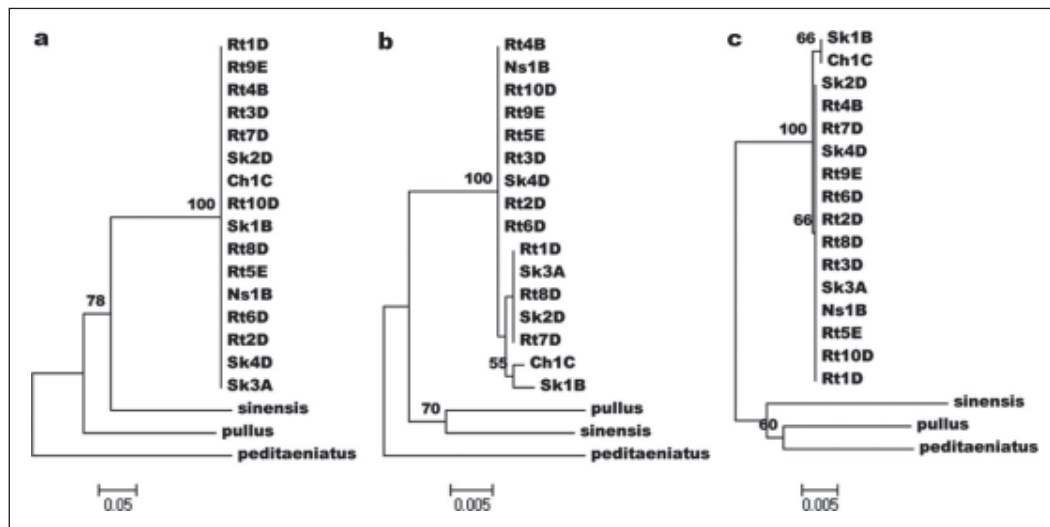 a
Rt1D
Rt9E
Rt4B
Rt3D
Rt7D
Sk2D
Ch1C
100
Rt10D
Sk1B
Rt8D
Rt5E
Ns1B
78
Rt6D
Rt2D
Sk4D
Sk3A
sinensis
pullus
peditaeniatus
0.05
b
Rt4B
Ns1B
Rt10D
Rt9E
Rt5E
Rt3D
100
Sk4D
Rt2D
Rt6D
Rt1D
Sk3A
Rt8D
Sk2D
Rt7D
55
Ch1C
Sk1B
70
pullus
sinensis
peditaeniatus
0.005
c
66
Sk1B
Ch1C
Sk2D
Rt4B
100
Rt7D
Sk4D
Rt9E
Rt6D
66
Rt2D
Rt8D
Rt3D
Sk3A
Ns1B
Rt5E
Rt10D
Rt1D
sinensis
60
pullus
peditaeniatus
0.005